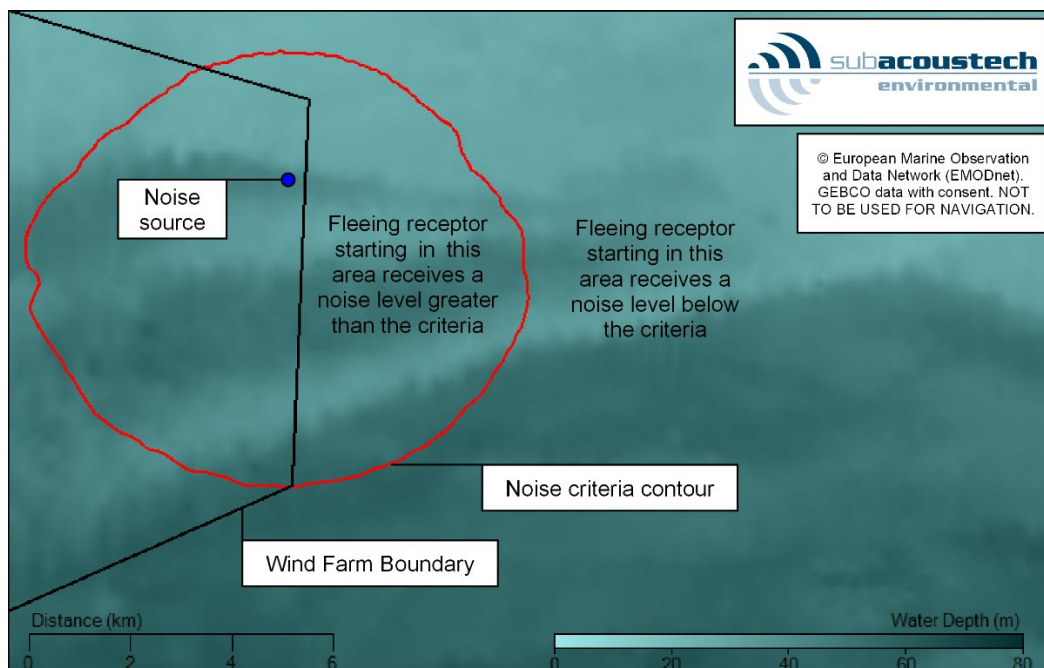 subacoustech
environmental
© European Marine Observation
and Data Network (EMODnet).
GEBCO data with consent. NOT
TO BE USED FOR NAVIGATION.
Noise
source
Fleeing receptor
starting in this
area receives a
noise level greater
than the criteria
Fleeing receptor
starting in this
area receives a
noise level below
the criteria
Noise criteria contour
Wind Farm Boundary
Distance (km)
0 2 4 6
Water Depth (m)
0 20 40 60 80